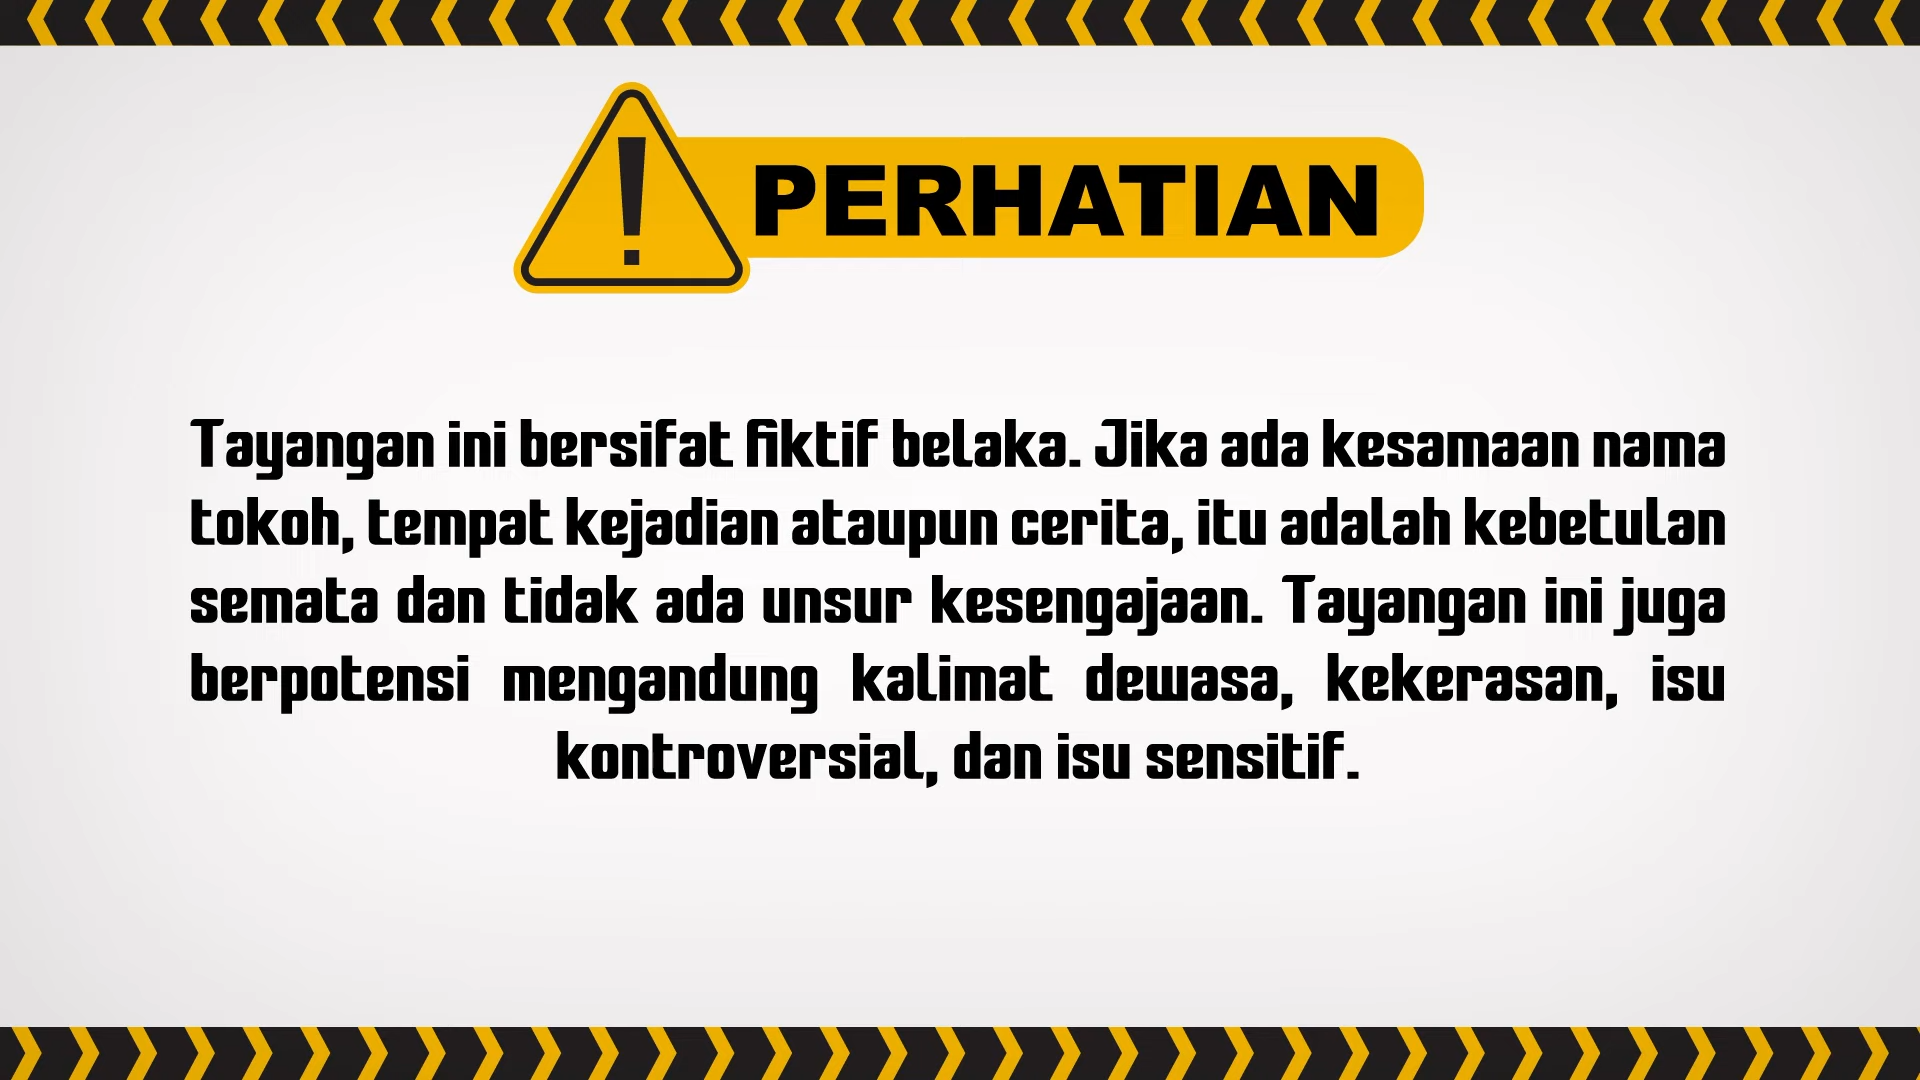 PERHATIAN
Tayangan ini bersifat fiktif belaka. Jika ada kesamaan nama
tokoh, tempat kejadian ataupun cerita, itu adalah kebetulan
semata dan tidak ada unsur kesengajaan. Tayangan ini juga
berpotensi mengandung kalimat dewasa, kekerasan, isu
kontroversial, dan isu sensitif.